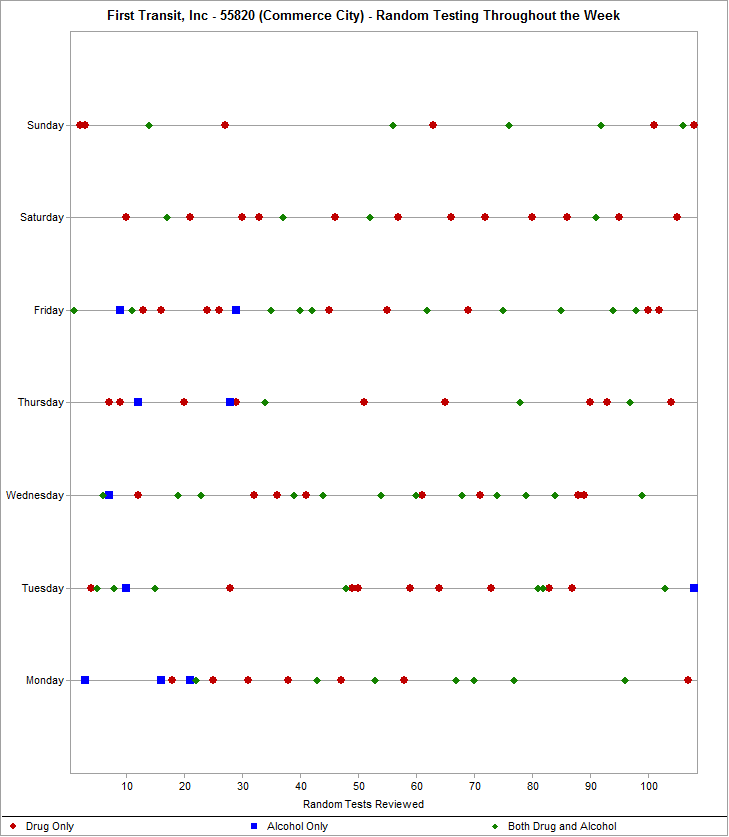 First Transit, Inc - 55820 (Commerce City) - Random Testing Throughout the Week
Sunday
Saturday
Friday
Thursday
Wednesday
Tuesday
Monday
10 20 30 40 50 60 70 80 90 100
Random Tests Reviewed
Drug Only Alcohol Only Both Drug and Alcohol